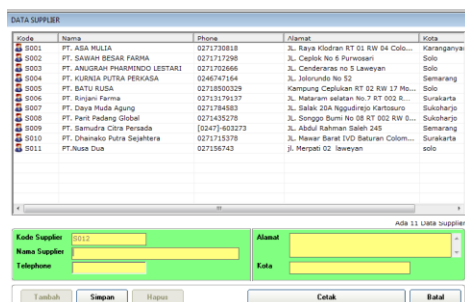 DATA SUPPLIER
Kode Nama Phone Alamat Kota
S001 PT. ASA MULIA 0271730818 JL. Raya Klodran RT 01 RW 04 Colo... Karanganyar
S002 PT. SAWAH BESAR FARMA 0271717298 JL. Ceplok No 6 Purwosari Solo
S003 PT. ANUGRAH PHARMINDO LESTARI 0271702666 JL. Cenderaras no 5 Laweyan Solo
S004 PT. KURNIA PUTRA PERKASA 0246747164 JL. Jolorundo No 52 Semarang
S005 PT. BATU RUSA 02718500329 Kampung Ceplukan RT 02 RW 17 Mo... Solo
S006 PT. Rinjani Farma 02713179137 JL. Mataram selatan No.7 RT 002 R... Surakarta
S007 PT. Daya Muda Agung 0271784583 JL. Salak 20A Nggudirejo Kartosuro Sukoharjo
S008 PT. Parit Padang Global 0271435278 JL. Songgo Bumi No 08 RT 002 RW 0... Sukoharjo
S009 PT. Samudra Citra Persada [0247]-603273 JL. Abdul Rahman Saleh 245 Semarang
S010 PT. Dhainako Putra Sejahtera 0271715378 JL. Mawar Barat IVD Baturan Colom... Surakarta
S011 PT.Nusa Dua 027156743 jl. Merpati 02 laweyan solo
Ada 11 Data Supplier
Kode Supplier S012 Alamat
Nama Supplier
Telephone Kota
Tambah Simpan Hapus Cetak Batal